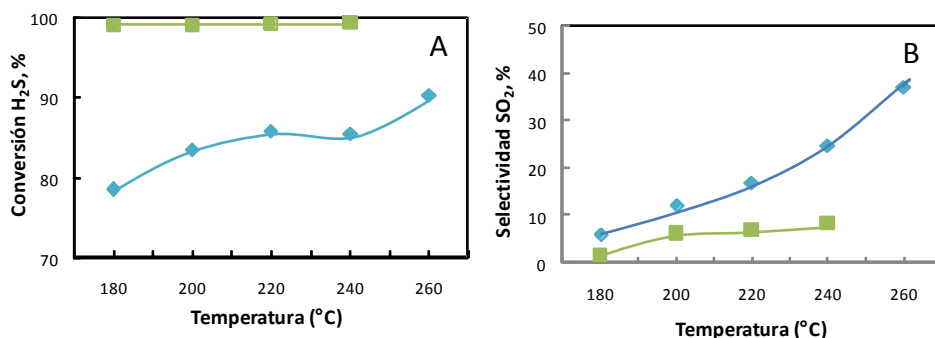 A
Conversión H₂S, %
100
90
80
70
180 200 220 240 260
Temperatura (°C)
B
Selectividad SO₂, %
50
40
30
20
10
0
180 200 220 240 260
Temperatura (°C)